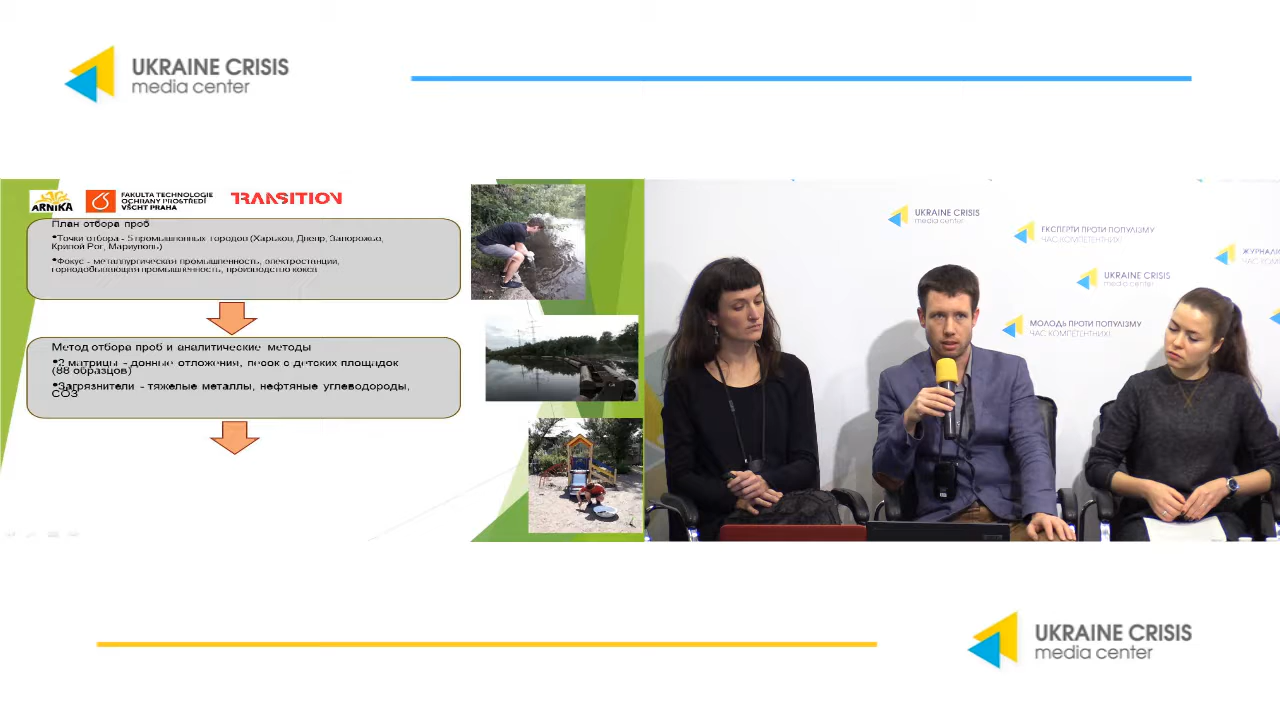 UKRAINE CRISIS
media center
ARNIKA
FAKULTA TECHNOLOGIE
OCHRANY PROSTŘEDÍ
VŠCHT PRAHA
TRANSITION
План отбора проб
•Точки отбора - 5 промышленных городов (Харьков, Днепр, Запорожье,
Кривой Рог, Мариуполь)
•Фокус - металлургическая промышленность, электростанции,
горнодобывающая промышленность, производство кокса
Метод отбора проб и аналитические методы
•2 матрицы - донные отложения, песок с детских площадок
(88 образцов)
•Загрязнители - тяжелые металлы, нефтяные углеводороды,
СОЗ
UKRAINE CRISIS
media center
ЕКСПЕРТИ ПРОТИ ПОПУЛІЗМУ
ЧАС КОМПЕТЕНТНИХ!
UKRAINE CRISIS
media center
МОЛОДЬ ПРОТИ ПОПУЛІЗМУ
ЧАС КОМПЕТЕНТНИХ!
UKRAINE CRISIS
media center